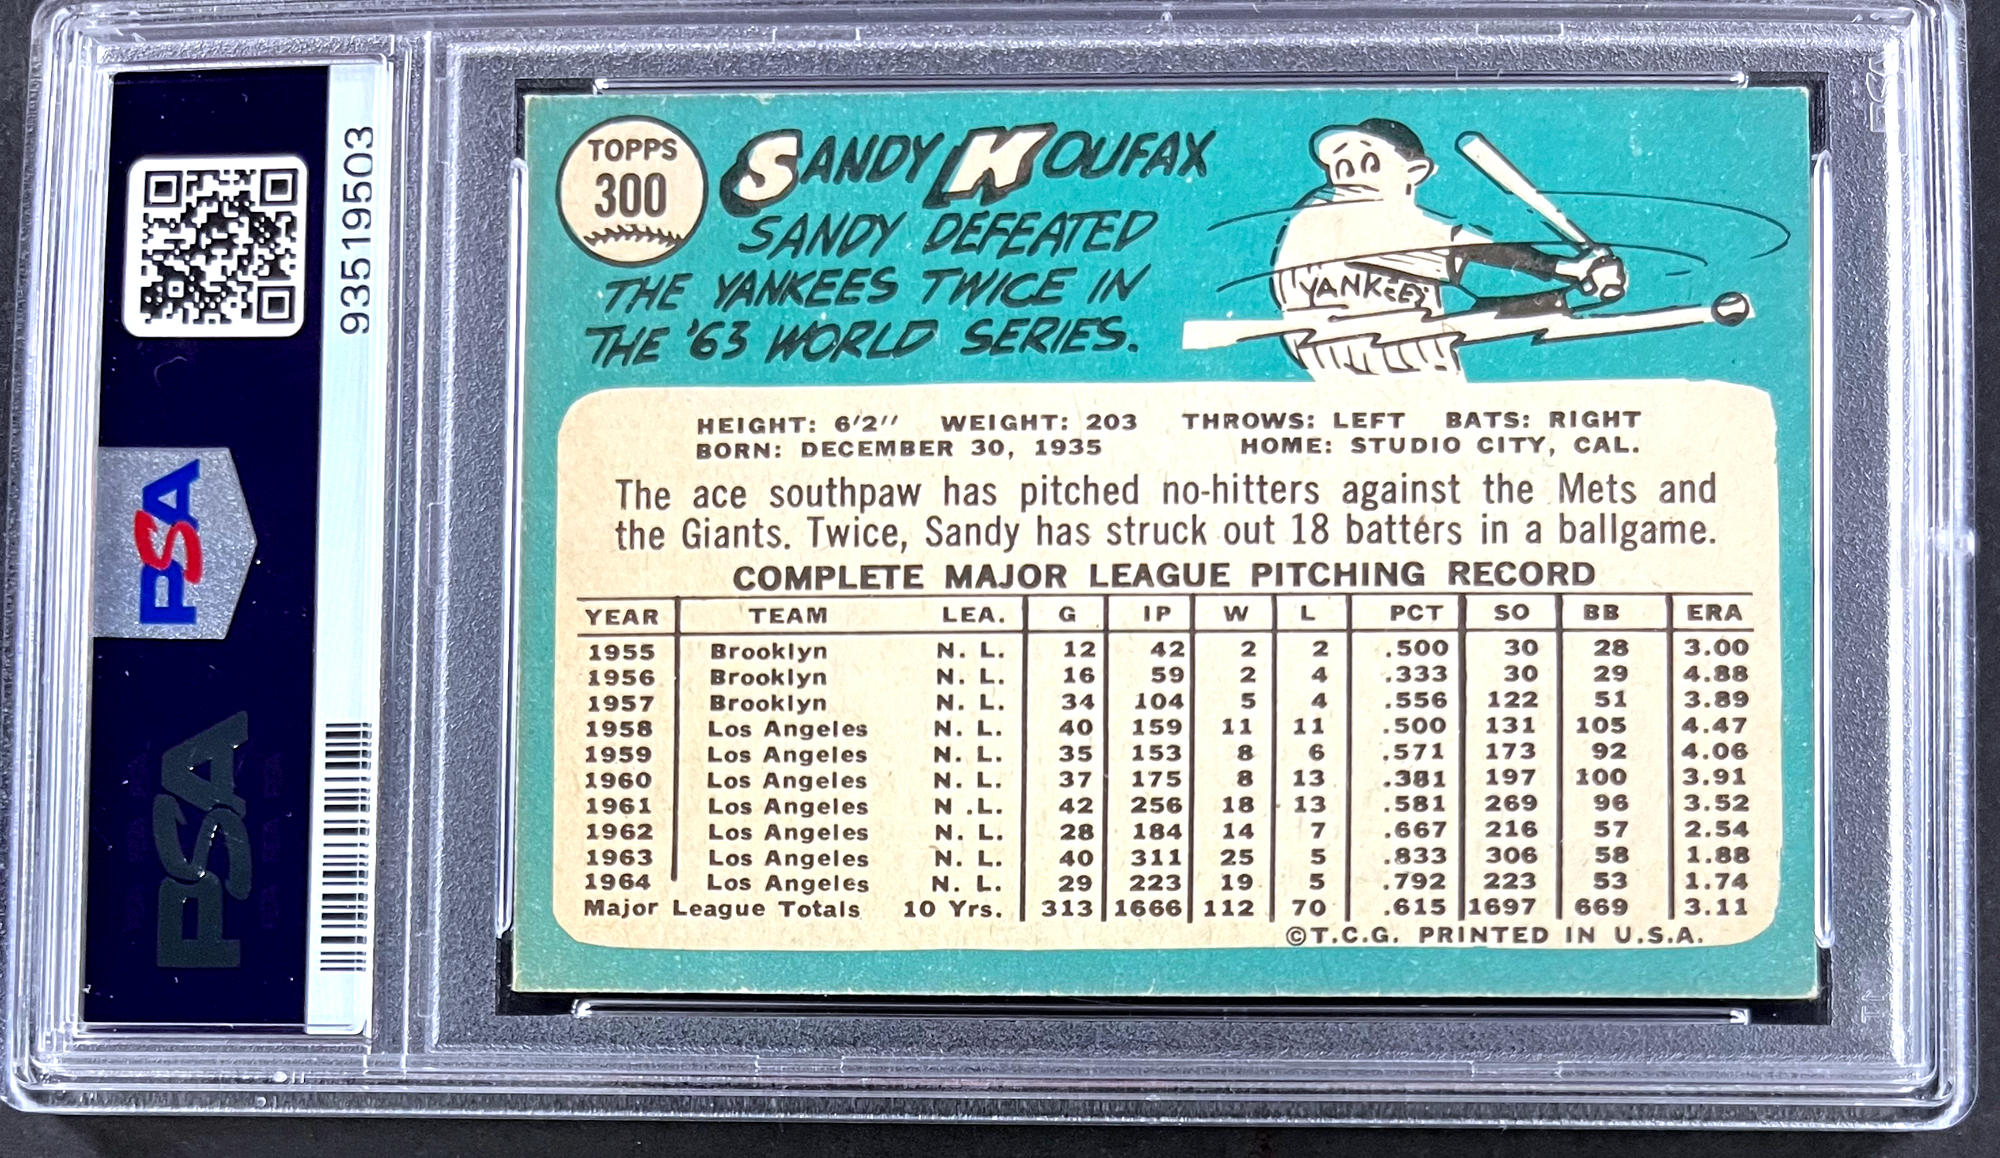 93519503
PSA
PSA
TOPPS
300
SANDY KOUFAX
SANDY DEFEATED
THE YANKEES TWICE IN
THE '63 WORLD SERIES.
YANKEES
HEIGHT: 6'2" WEIGHT: 203 THROWS: LEFT BATS: RIGHT
BORN: DECEMBER 30, 1935 HOME: STUDIO CITY, CAL.
The ace southpaw has pitched no-hitters against the Mets and
the Giants. Twice, Sandy has struck out 18 batters in a ballgame.
COMPLETE MAJOR LEAGUE PITCHING RECORD
YEAR TEAM LEA. G IP W L PCT SO BB ERA
1955 Brooklyn N. L. 12 42 2 2 .500 30 28 3.00
1956 Brooklyn N. L. 16 59 2 4 .333 30 29 4.88
1957 Brooklyn N. L. 34 104 5 4 .556 122 51 3.89
1958 Los Angeles N. L. 40 159 11 11 .500 131 105 4.47
1959 Los Angeles N. L. 35 153 8 6 .571 173 92 4.06
1960 Los Angeles N. L. 37 175 8 13 .381 197 100 3.91
1961 Los Angeles N .L. 42 256 18 13 .581 269 96 3.52
1962 Los Angeles N. L. 28 184 14 7 .667 216 57 2.54
1963 Los Angeles N. L. 40 311 25 5 .833 306 58 1.88
1964 Los Angeles N. L. 29 223 19 5 .792 223 53 1.74
Major League Totals 10 Yrs. 313 1666 112 70 .615 1697 669 3.11
©T.C.G. PRINTED IN U.S.A.